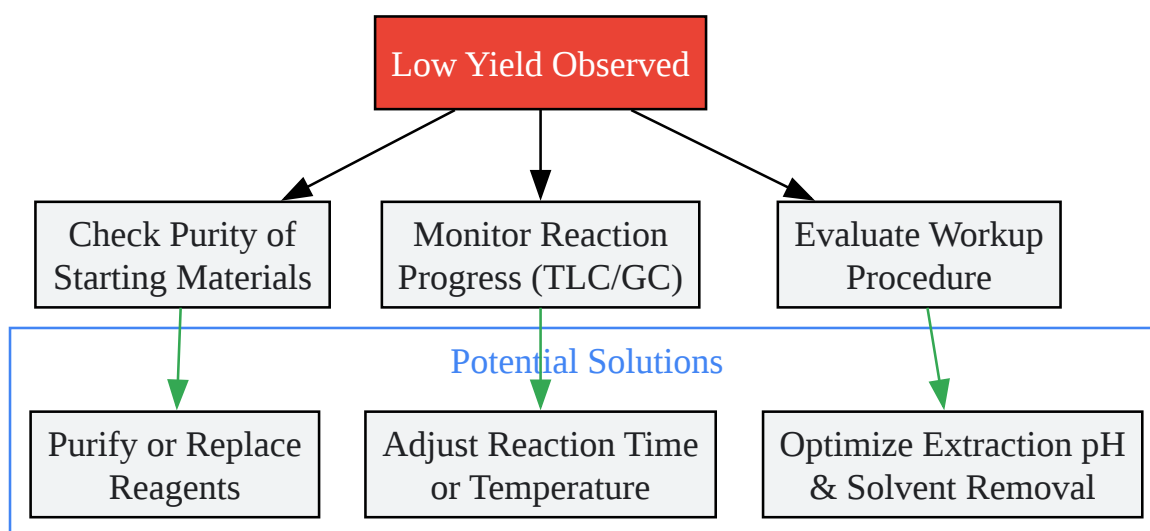 Low Yield Observed
Check Purity of
Starting Materials
Monitor Reaction
Progress (TLC/GC)
Evaluate Workup
Procedure
Potential Solutions
Purify or Replace
Reagents
Adjust Reaction Time
or Temperature
Optimize Extraction pH
& Solvent Removal